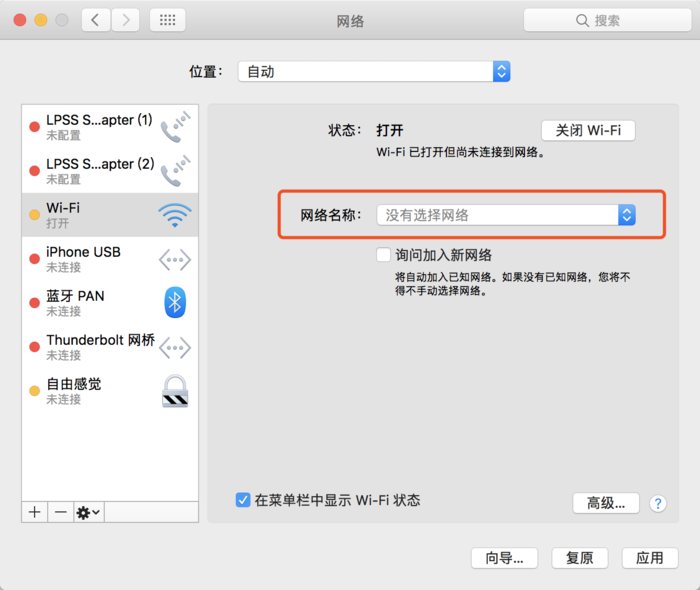 网络
搜索
位置：
自动
LPSS S...apter (1)
未配置
LPSS S...apter (2)
未配置
Wi-Fi
打开
iPhone USB
未连接
蓝牙 PAN
未连接
Thunderbolt 网桥
未连接
自由感觉
未连接
状态：
打开
关闭 Wi-Fi
Wi-Fi 已打开但尚未连接到网络。
网络名称：
没有选择网络
询问加入新网络
将自动加入已知网络。如果没有已知网络，您将不
得不手动选择网络。
在菜单栏中显示 Wi-Fi 状态
高级...
?
向导...
复原
应用